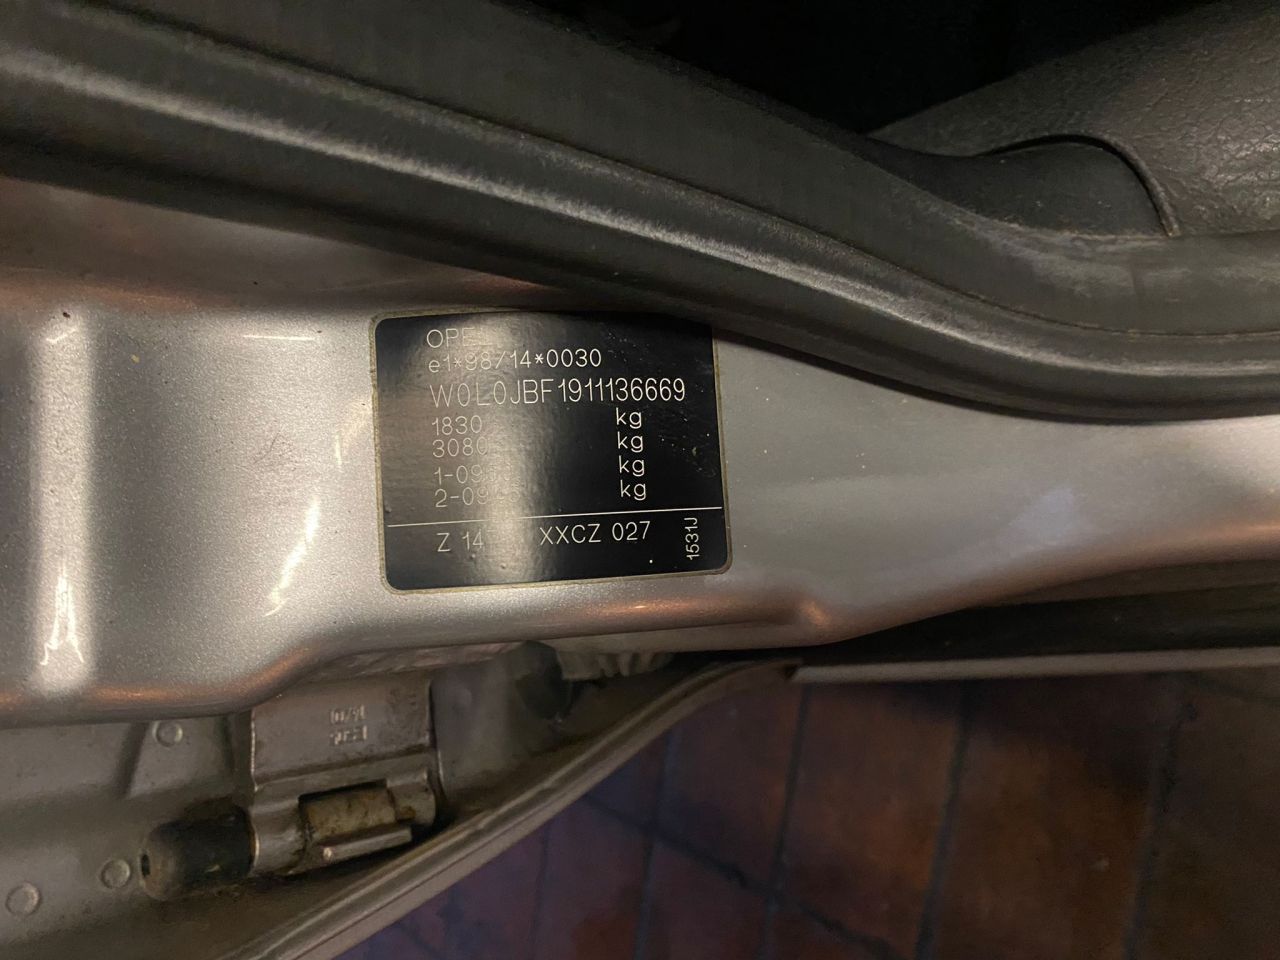 OPEL
e1*98/14*0030
W0L0JBF1911136669
1830 kg
3080 kg
kg
kg
Z 14 XXCZ 027
1531J